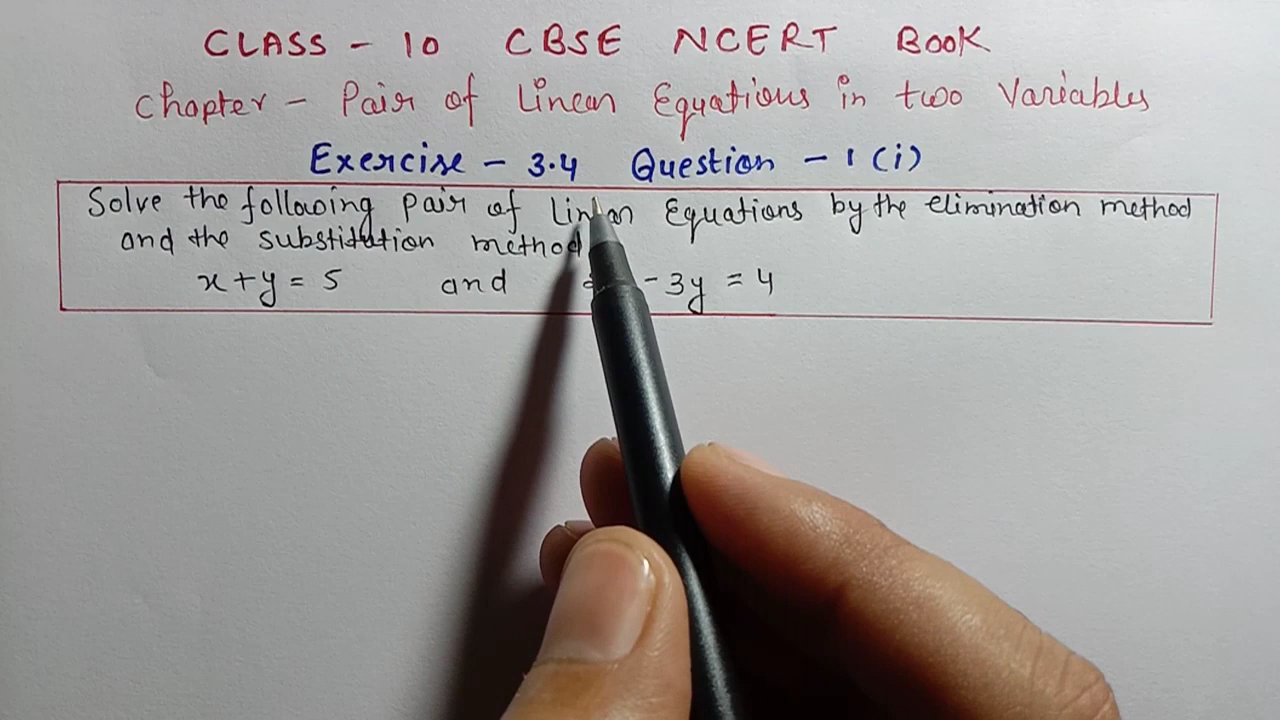 CLASS - 10 CBSE NCERT BOOK
Chapter - Pair of Linear Equations in two Variables
Exercise - 3.4 Question - 1 (i)
Solve the following pair of Equations by the elimination method
and the substitution method
x + y = 5 and - 3y = 4